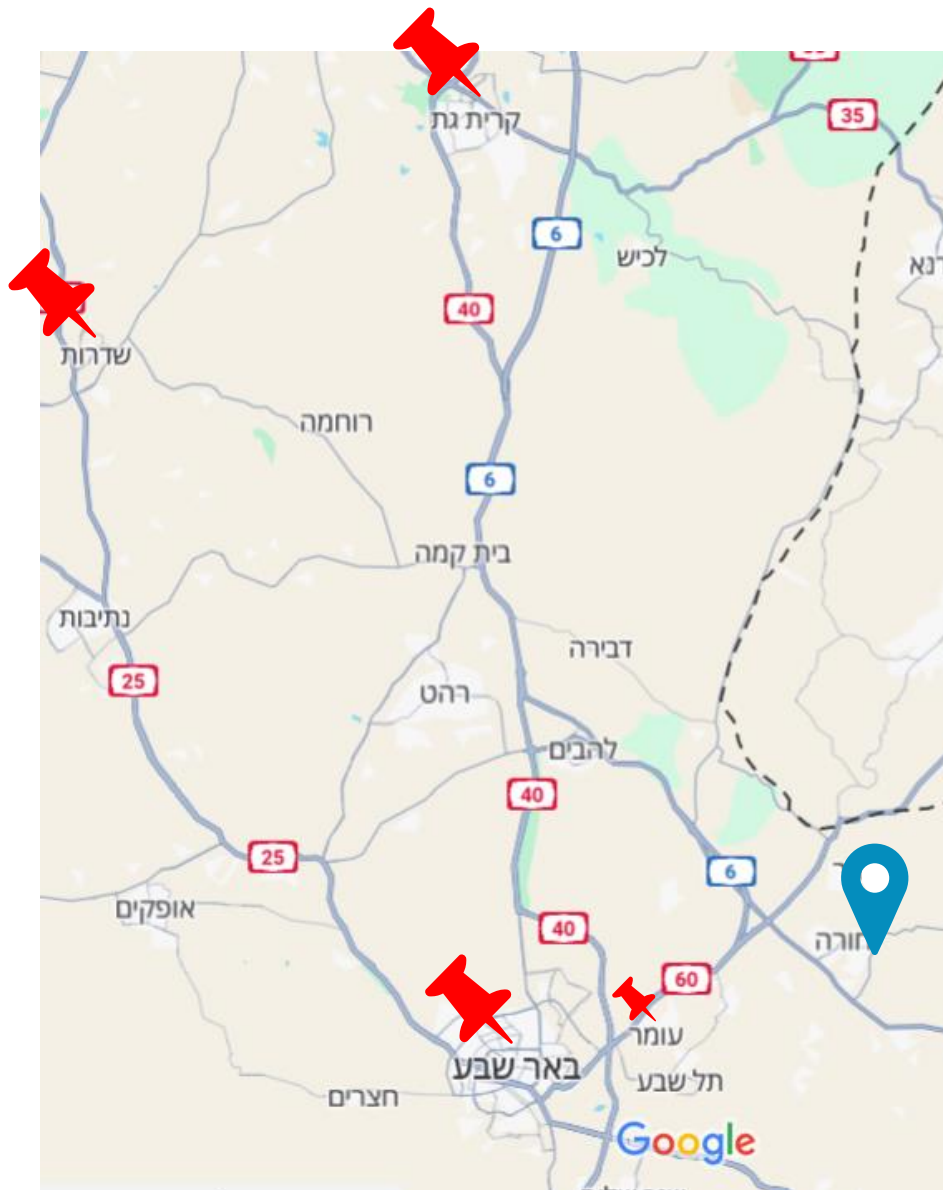 35
קרית גת
6
לכיש
40
שדרות
רוחמה
6
בית קמה
נתיבות
דבירה
25
רהט
להבים
40
25
6
אופקים
40
חורה
60
עומר
באר שבע
תל שבע
חצרים
Google